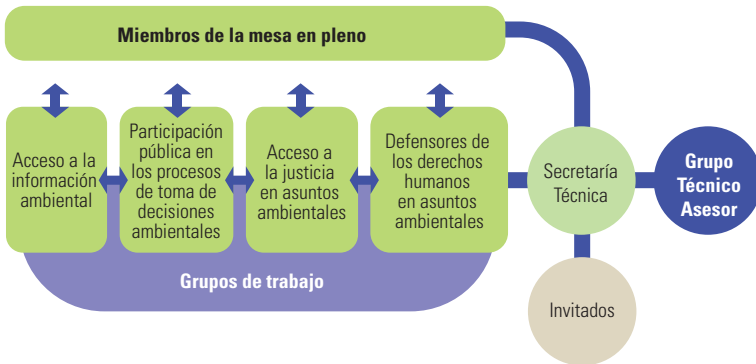 Miembros de la mesa en pleno
Acceso a la
información
ambiental
Participación
pública en
los procesos
de toma de
decisiones
ambientales
Acceso a
la justicia
en asuntos
ambientales
Defensores de
los derechos
humanos
en asuntos
ambientales
Grupos de trabajo
Secretaría
Técnica
Grupo
Técnico
Asesor
Invitados